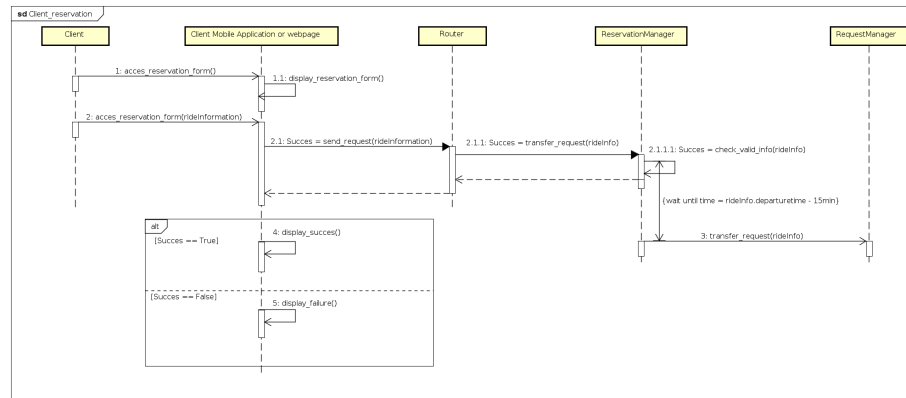 sd Client_reservation
Client
Client Mobile Application or webpage
Router
ReservationManager
RequestManager
1: acces_reservation_form()
1.1: display_reservation_form()
2: acces_reservation_form(rideInformation)
2.1: Succes = send_request(rideInformation)
2.1.1: Succes = transfer_request(rideInfo)
2.1.1.1: Succes = check_valid_info(rideInfo)
{wait until time = rideInfo.departuretime - 15min}
alt
[Succes == True]
4: display_succes()
3: transfer_request(rideInfo)
[Succes == False]
5: display_failure()